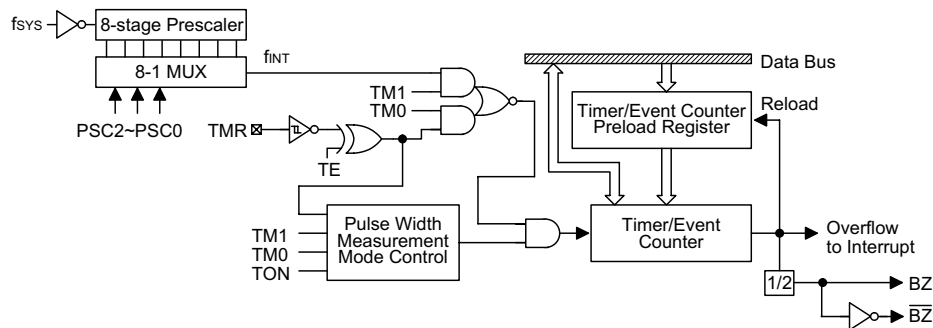 fSYS
8-stage Prescaler
8-1 MUX
fINT
PSC2~PSC0
TM1
TM0
TMR
TE
Data Bus
Timer/Event Counter
Preload Register
Reload
TM1
TM0
TON
Pulse Width
Measurement
Mode Control
Timer/Event
Counter
Overflow
to Interrupt
1/2
BZ
B̅Z̅